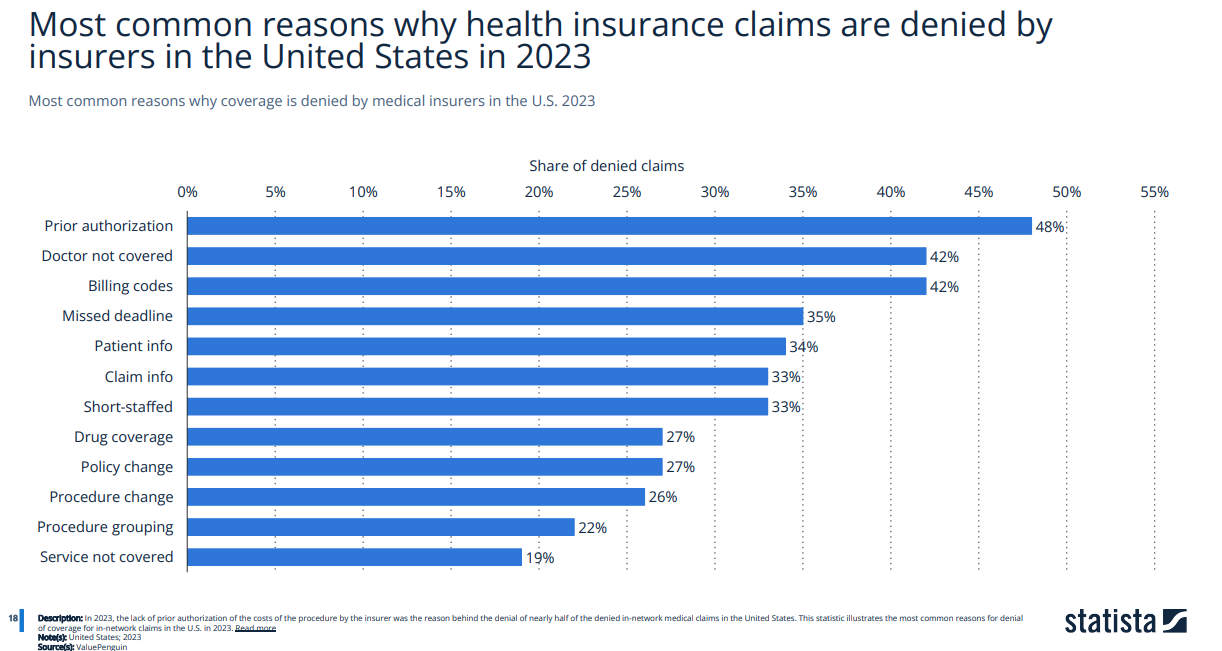 Most common reasons why health insurance claims are denied by
insurers in the United States in 2023
Most common reasons why coverage is denied by medical insurers in the U.S. 2023
Share of denied claims
0% 5% 10% 15% 20% 25% 30% 35% 40% 45% 50% 55%
Prior authorization 48%
Doctor not covered 42%
Billing codes 42%
Missed deadline 35%
Patient info 34%
Claim info 33%
Short-staffed 33%
Drug coverage 27%
Policy change 27%
Procedure change 26%
Procedure grouping 22%
Service not covered 19%
18
Description: In 2023, the lack of prior authorization of the costs of the procedure by the insurer was the reason behind the denial of nearly half of the denied in-network medical claims in the United States. This statistic illustrates the most common reasons for denial
of coverage for in-network claims in the U.S. in 2023. Read more
Note(s): United States; 2023
Source(s): ValuePenguin
statista